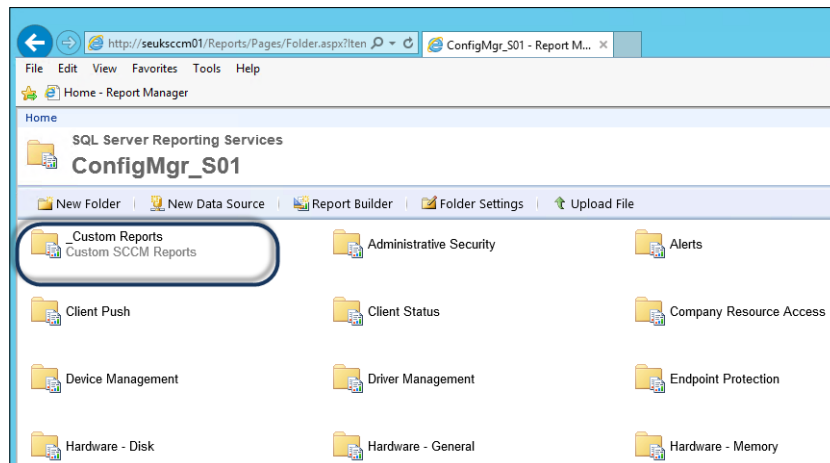 http://seuksccm01/Reports/Pages/Folder.aspx?Iten
ConfigMgr_S01 - Report M...
File Edit View Favorites Tools Help
Home - Report Manager
Home
SQL Server Reporting Services
ConfigMgr_S01
New Folder New Data Source Report Builder Folder Settings Upload File
_Custom Reports
Custom SCCM Reports
Administrative Security
Alerts
Client Push
Client Status
Company Resource Access
Device Management
Driver Management
Endpoint Protection
Hardware - Disk
Hardware - General
Hardware - Memory